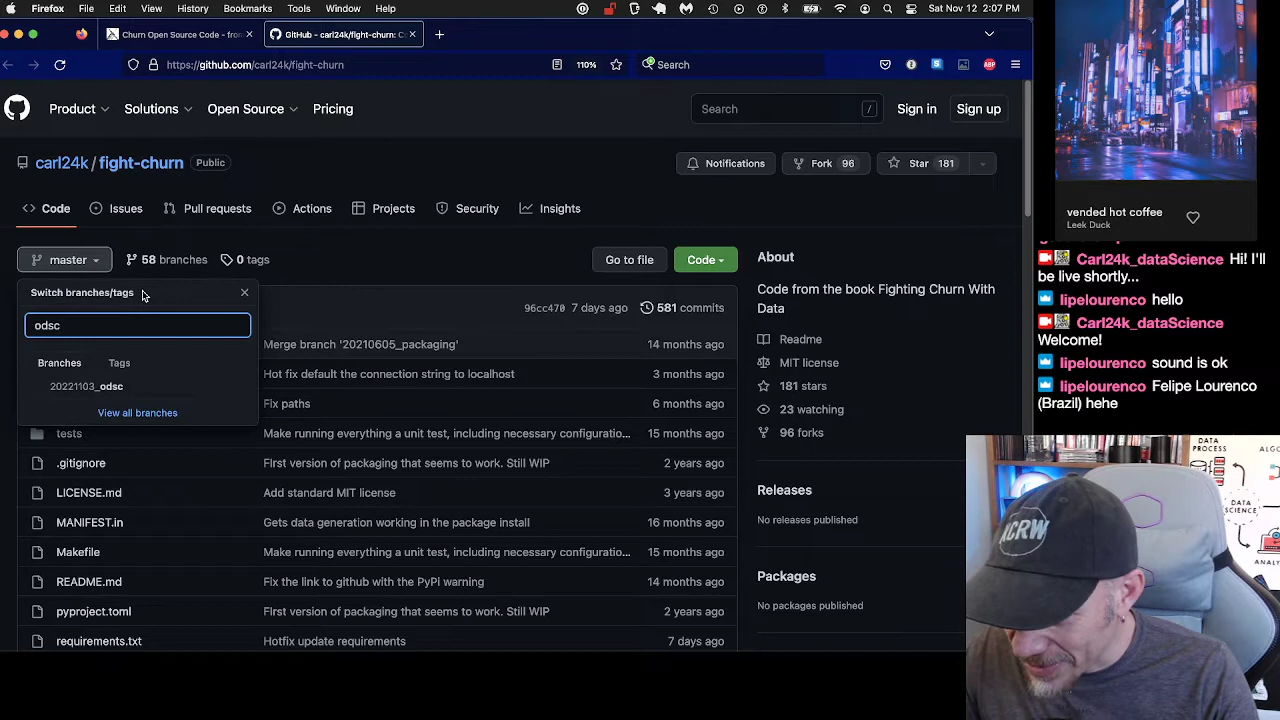 Firefox File Edit View History Bookmarks Tools Window Help
Sat Nov 12 2:07 PM
Churn Open Source Code - from
GitHub - carl24k/fight-churn: Co
https://github.com/carl24k/fight-churn
110%
Search
Product
Solutions
Open Source
Pricing
Search /
Sign in
Sign up
carl24k / fight-churn
Public
Notifications
Fork 96
Star 181
<> Code
Issues
Pull requests
Actions
Projects
Security
Insights
master
58 branches
0 tags
Go to file
Code
Switch branches/tags
odsc
Branches
Tags
20221103_odsc
View all branches
96cc470 7 days ago
581 commits
Merge branch '20210605_packaging' 14 months ago
Hot fix default the connection string to localhost 3 months ago
Fix paths 6 months ago
tests Make running everything a unit test, including necessary configuratio... 15 months ago
.gitignore FIrst version of packaging that seems to work. Still WIP 2 years ago
LICENSE.md Add standard MIT license 3 years ago
MANIFEST.in Gets data generation working in the package install 16 months ago
Makefile Make running everything a unit test, including necessary configuratio... 15 months ago
README.md Fix the link to github with the PyPi warning 14 months ago
pyproject.toml FIrst version of packaging that seems to work. Still WIP 2 years ago
requirements.txt Hotfix update requirements 7 days ago
About
Code from the book Fighting Churn With
Data
Readme
MIT license
181 stars
23 watching
96 forks
Releases
No releases published
Packages
No packages published
vended hot coffee
Leek Duck
Carl24k_dataScience Hi! I'll
be live shortly...
lipelourenco hello
Carl24k_dataScience
Welcome!
lipelourenco sound is ok
lipelourenco Felipe Lourenco
(Brazil) hehe
DATA
PROCESS
DATA
SCIENCE
KCRW